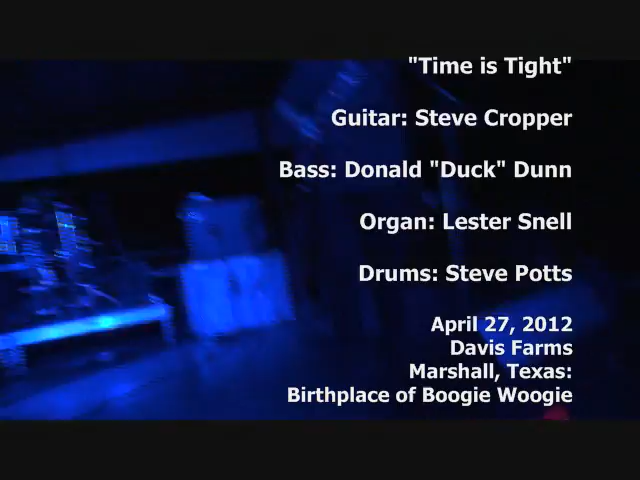 "Time is Tight"
Guitar: Steve Cropper
Bass: Donald "Duck" Dunn
Organ: Lester Snell
Drums: Steve Potts
April 27, 2012
Davis Farms
Marshall, Texas:
Birthplace of Boogie Woogie